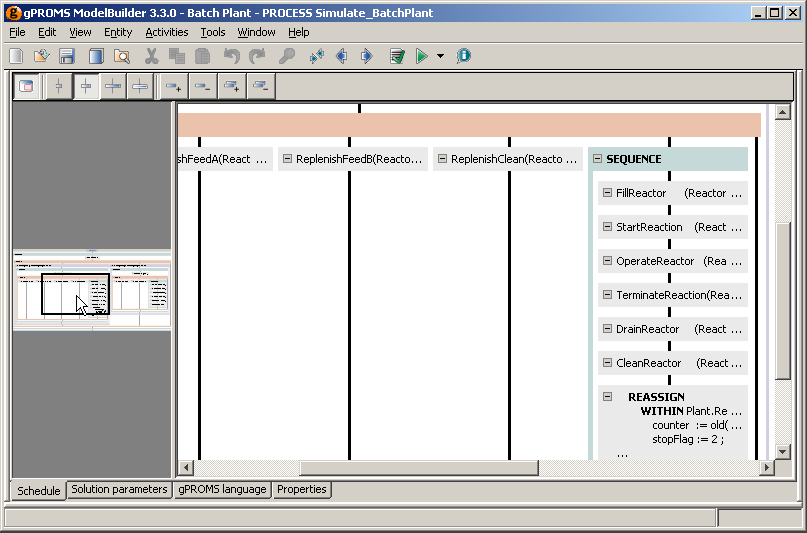 gPROMS ModelBuilder 3.3.0 - Batch Plant - PROCESS Simulate_BatchPlant
File Edit View Entity Activities Tools Window Help
shFeedA(React ...
ReplenishFeedB(Reacto...
ReplenishClean(Reacto ...
SEQUENCE
FillReactor (Reactor ...
StartReaction (React ...
OperateReactor (Rea ...
TerminateReaction(Rea...
DrainReactor (React ...
CleanReactor (React ...
REASSIGN
WITHIN Plant.Re ...
counter := old( ...
stopFlag := 2 ;
...
Schedule Solution parameters gPROMS language Properties